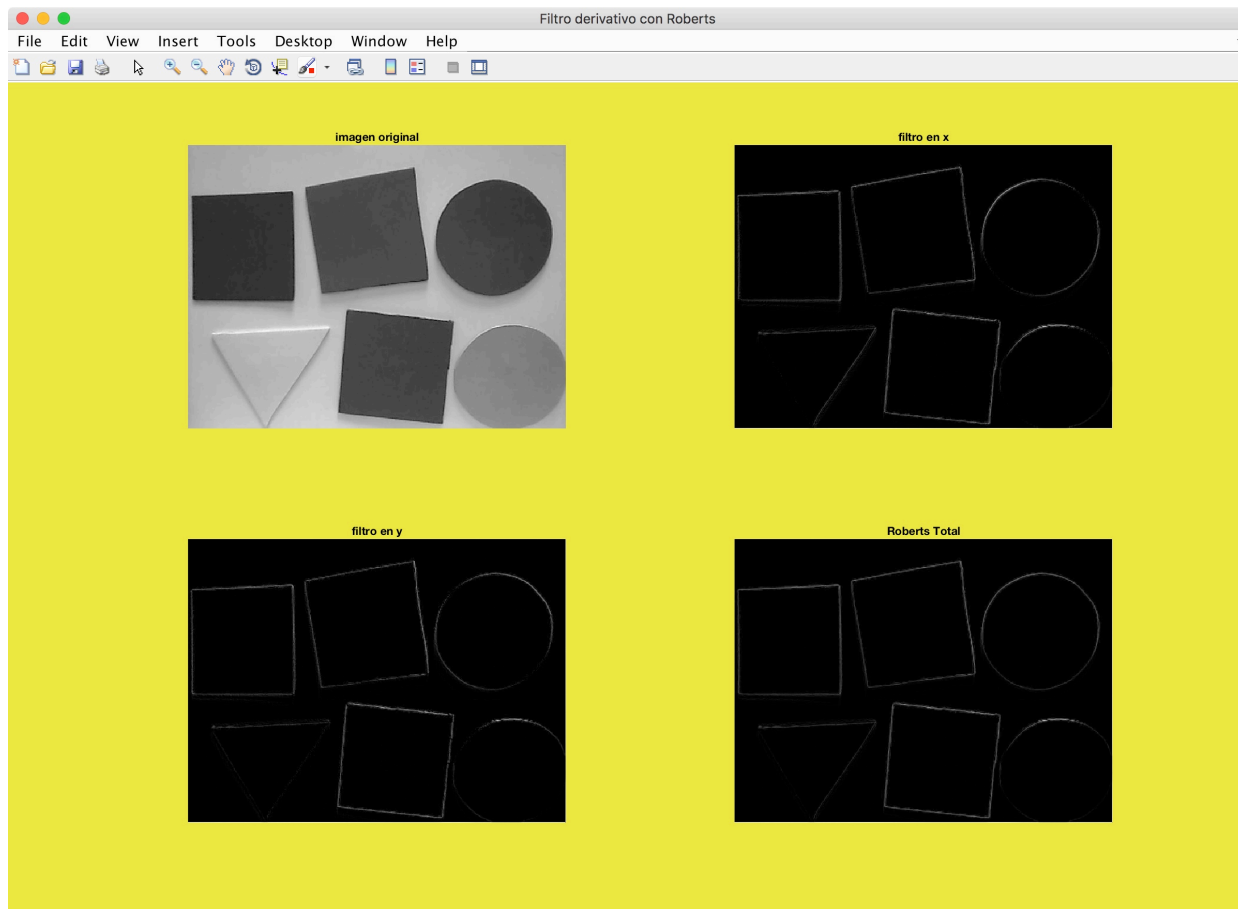 Filtro derivativo con Roberts
File Edit View Insert Tools Desktop Window Help
imagen original
filtro en x
filtro en y
Roberts Total